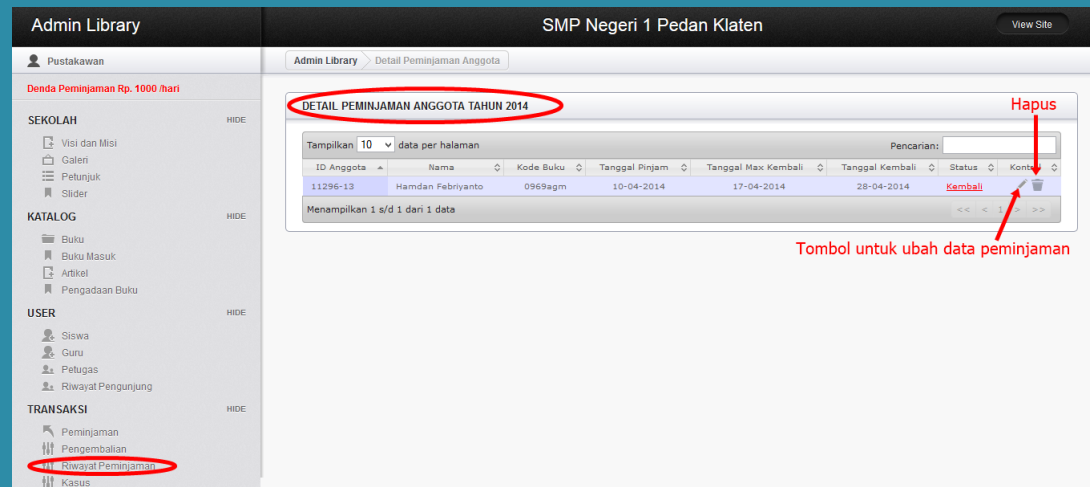 Admin Library
SMP Negeri 1 Pedan Klaten
View Site
Pustakawan
Admin Library
Detail Peminjaman Anggota
Denda Peminjaman Rp. 1000 /hari
SEKOLAH HIDE
Visi dan Misi
Galeri
Petunjuk
Slider
KATALOG HIDE
Buku
Buku Masuk
Artikel
Pengadaan Buku
USER HIDE
Siswa
Guru
Petugas
Riwayat Pengunjung
TRANSAKSI HIDE
Peminjaman
Pengembalian
Riwayat Peminjaman
Kasus
DETAIL PEMINJAMAN ANGGOTA TAHUN 2014
Hapus
Tampilkan 10 data per halaman
Pencarian:
ID Anggota Nama Kode Buku Tanggal Pinjam Tanggal Max Kembali Tanggal Kembali Status Kontrol
11296-13 Hamdan Febriyanto 0969agm 10-04-2014 17-04-2014 28-04-2014 Kembali
Menampilkan 1 s/d 1 dari 1 data
<< < 1 > >>
Tombol untuk ubah data peminjaman